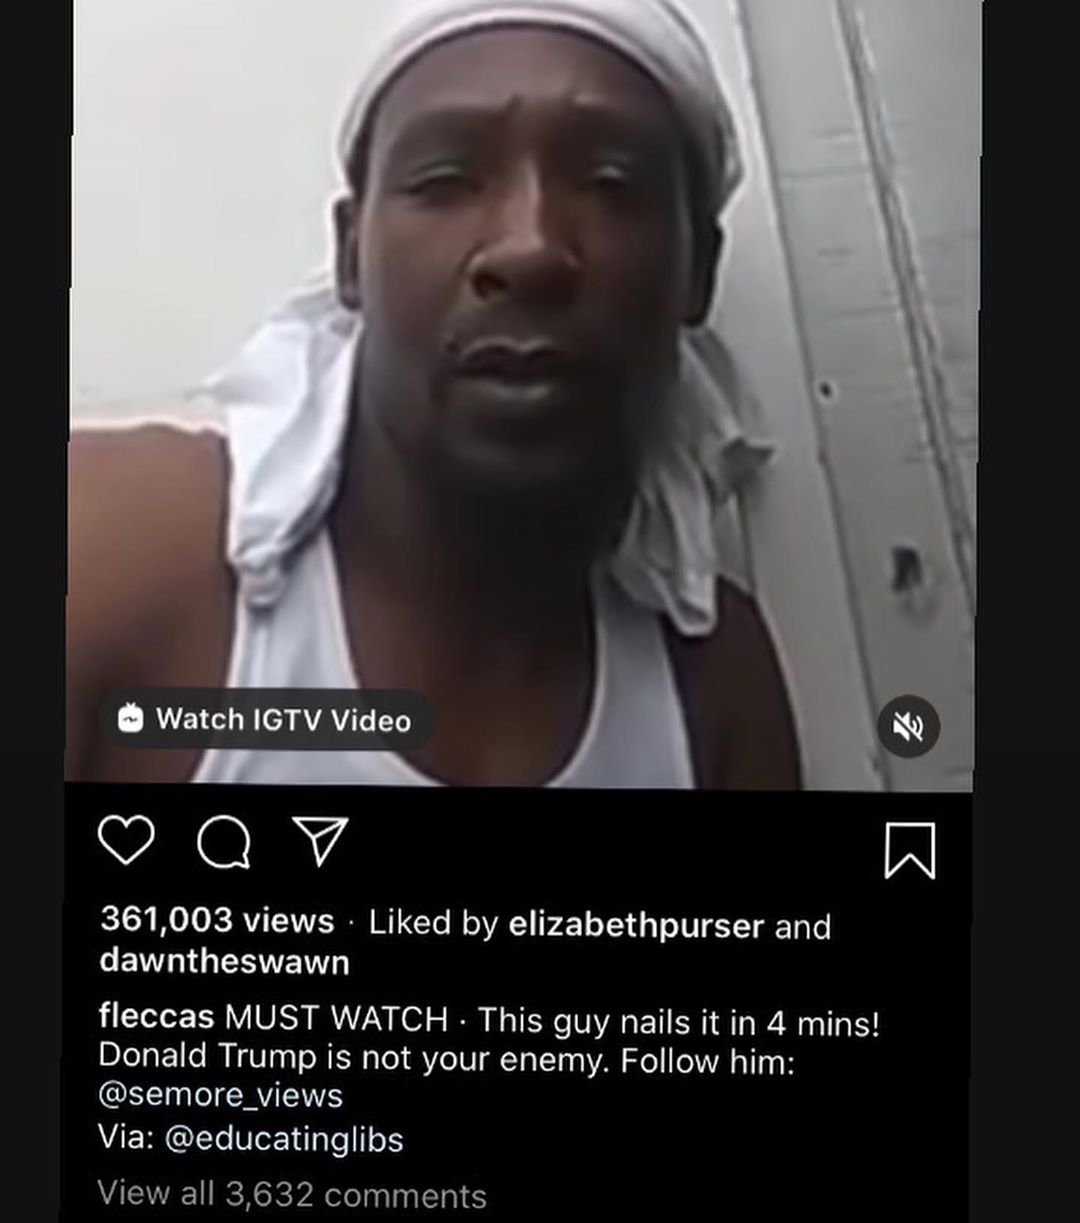 Watch IGTV Video
361,003 views · Liked by elizabethpurser and
dawntheswawn
fleccas MUST WATCH · This guy nails it in 4 mins!
Donald Trump is not your enemy. Follow him:
@semore_views
Via: @educatinglibs
View all 3,632 comments